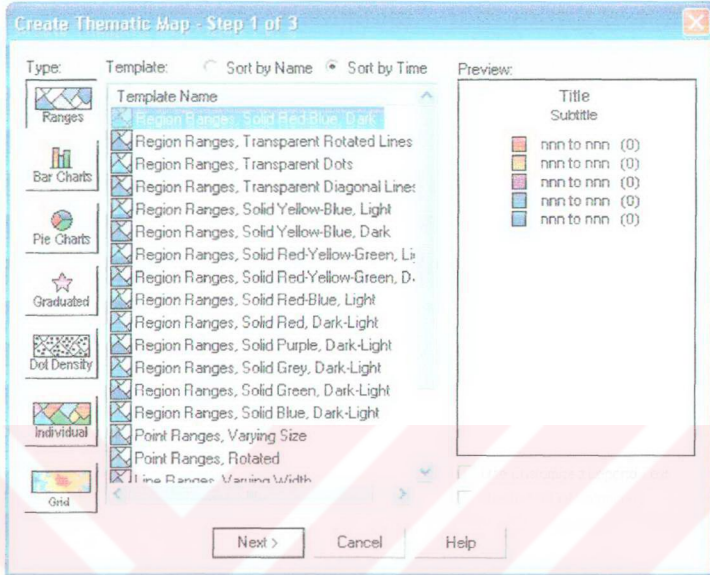 Create Thematic Map - Step 1 of 3
Type:
Template:
Sort by Name
Sort by Time
Preview:
Ranges
Bar Charts
Pie Charts
Graduated
Dot Density
Individual
Grid
Template Name
Region Ranges, Solid Red-Blue, Dark
Region Ranges, Transparent Rotated Lines
Region Ranges, Transparent Dots
Region Ranges, Transparent Diagonal Lines
Region Ranges, Solid Yellow-Blue, Light
Region Ranges, Solid Yellow-Blue, Dark
Region Ranges, Solid Red-Yellow-Green, Li
Region Ranges, Solid Red-Yellow-Green, D
Region Ranges, Solid Red-Blue, Light
Region Ranges, Solid Red, Dark-Light
Region Ranges, Solid Purple, Dark-Light
Region Ranges, Solid Grey, Dark-Light
Region Ranges, Solid Green, Dark-Light
Region Ranges, Solid Blue, Dark-Light
Point Ranges, Varying Size
Point Ranges, Rotated
Line Ranges, Varying Width
Title
Subtitle
nnn to nnn (0)
nnn to nnn (0)
nnn to nnn (0)
nnn to nnn (0)
nnn to nnn (0)
Next >
Cancel
Help